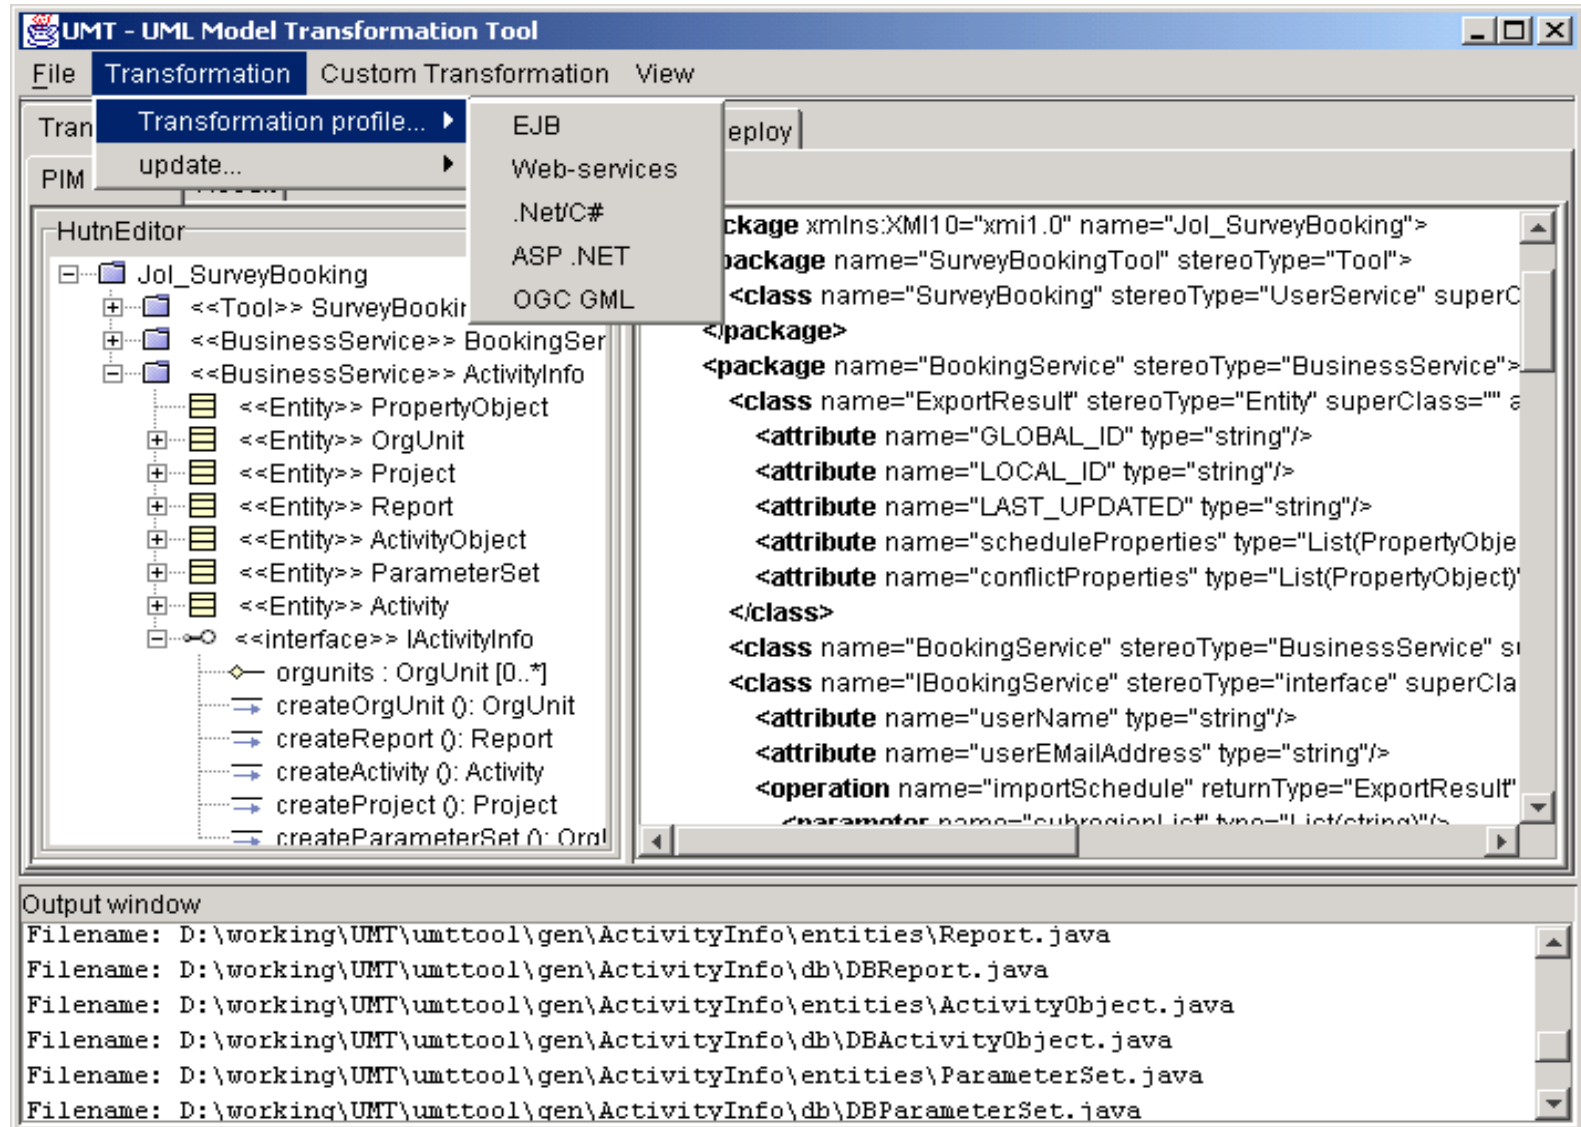 UMT - UML Model Transformation Tool
File Transformation Custom Transformation View
Transformation profile...
update...
EJB
Web-services
.Net/C#
ASP .NET
OGC GML
Tran
eploy
PIM
HutnEditor
Jol_SurveyBooking
<<Tool>> SurveyBookin
<<BusinessService>> BookingSer
<<BusinessService>> ActivityInfo
<<Entity>> PropertyObject
<<Entity>> OrgUnit
<<Entity>> Project
<<Entity>> Report
<<Entity>> ActivityObject
<<Entity>> ParameterSet
<<Entity>> Activity
<<interface>> IActivityInfo
orgunits : OrgUnit [0..*]
createOrgUnit (): OrgUnit
createReport (): Report
createActivity (): Activity
createProject (): Project
createParameterSet (): OrgU
ckage xmlns:XMI10="xmi1.0" name="Jol_SurveyBooking">
package name="SurveyBookingTool" stereoType="Tool">
<class name="SurveyBooking" stereoType="UserService" superC
</package>
<package name="BookingService" stereoType="BusinessService">
<class name="ExportResult" stereoType="Entity" superClass="" a
<attribute name="GLOBAL_ID" type="string"/>
<attribute name="LOCAL_ID" type="string"/>
<attribute name="LAST_UPDATED" type="string"/>
<attribute name="scheduleProperties" type="List(PropertyObje
<attribute name="conflictProperties" type="List(PropertyObject)"
</class>
<class name="BookingService" stereoType="BusinessService" su
<class name="IBookingService" stereoType="interface" superCla
<attribute name="userName" type="string"/>
<attribute name="userEMailAddress" type="string"/>
<operation name="importSchedule" returnType="ExportResult"
<parameter name="subregionList" type="List(string)"/>
Output window
Filename: D:\working\UMT\umttool\gen\ActivityInfo\entities\Report.java
Filename: D:\working\UMT\umttool\gen\ActivityInfo\db\DBReport.java
Filename: D:\working\UMT\umttool\gen\ActivityInfo\entities\ActivityObject.java
Filename: D:\working\UMT\umttool\gen\ActivityInfo\db\DBActivityObject.java
Filename: D:\working\UMT\umttool\gen\ActivityInfo\entities\ParameterSet.java
Filename: D:\working\UMT\umttool\gen\ActivityInfo\db\DBParameterSet.java